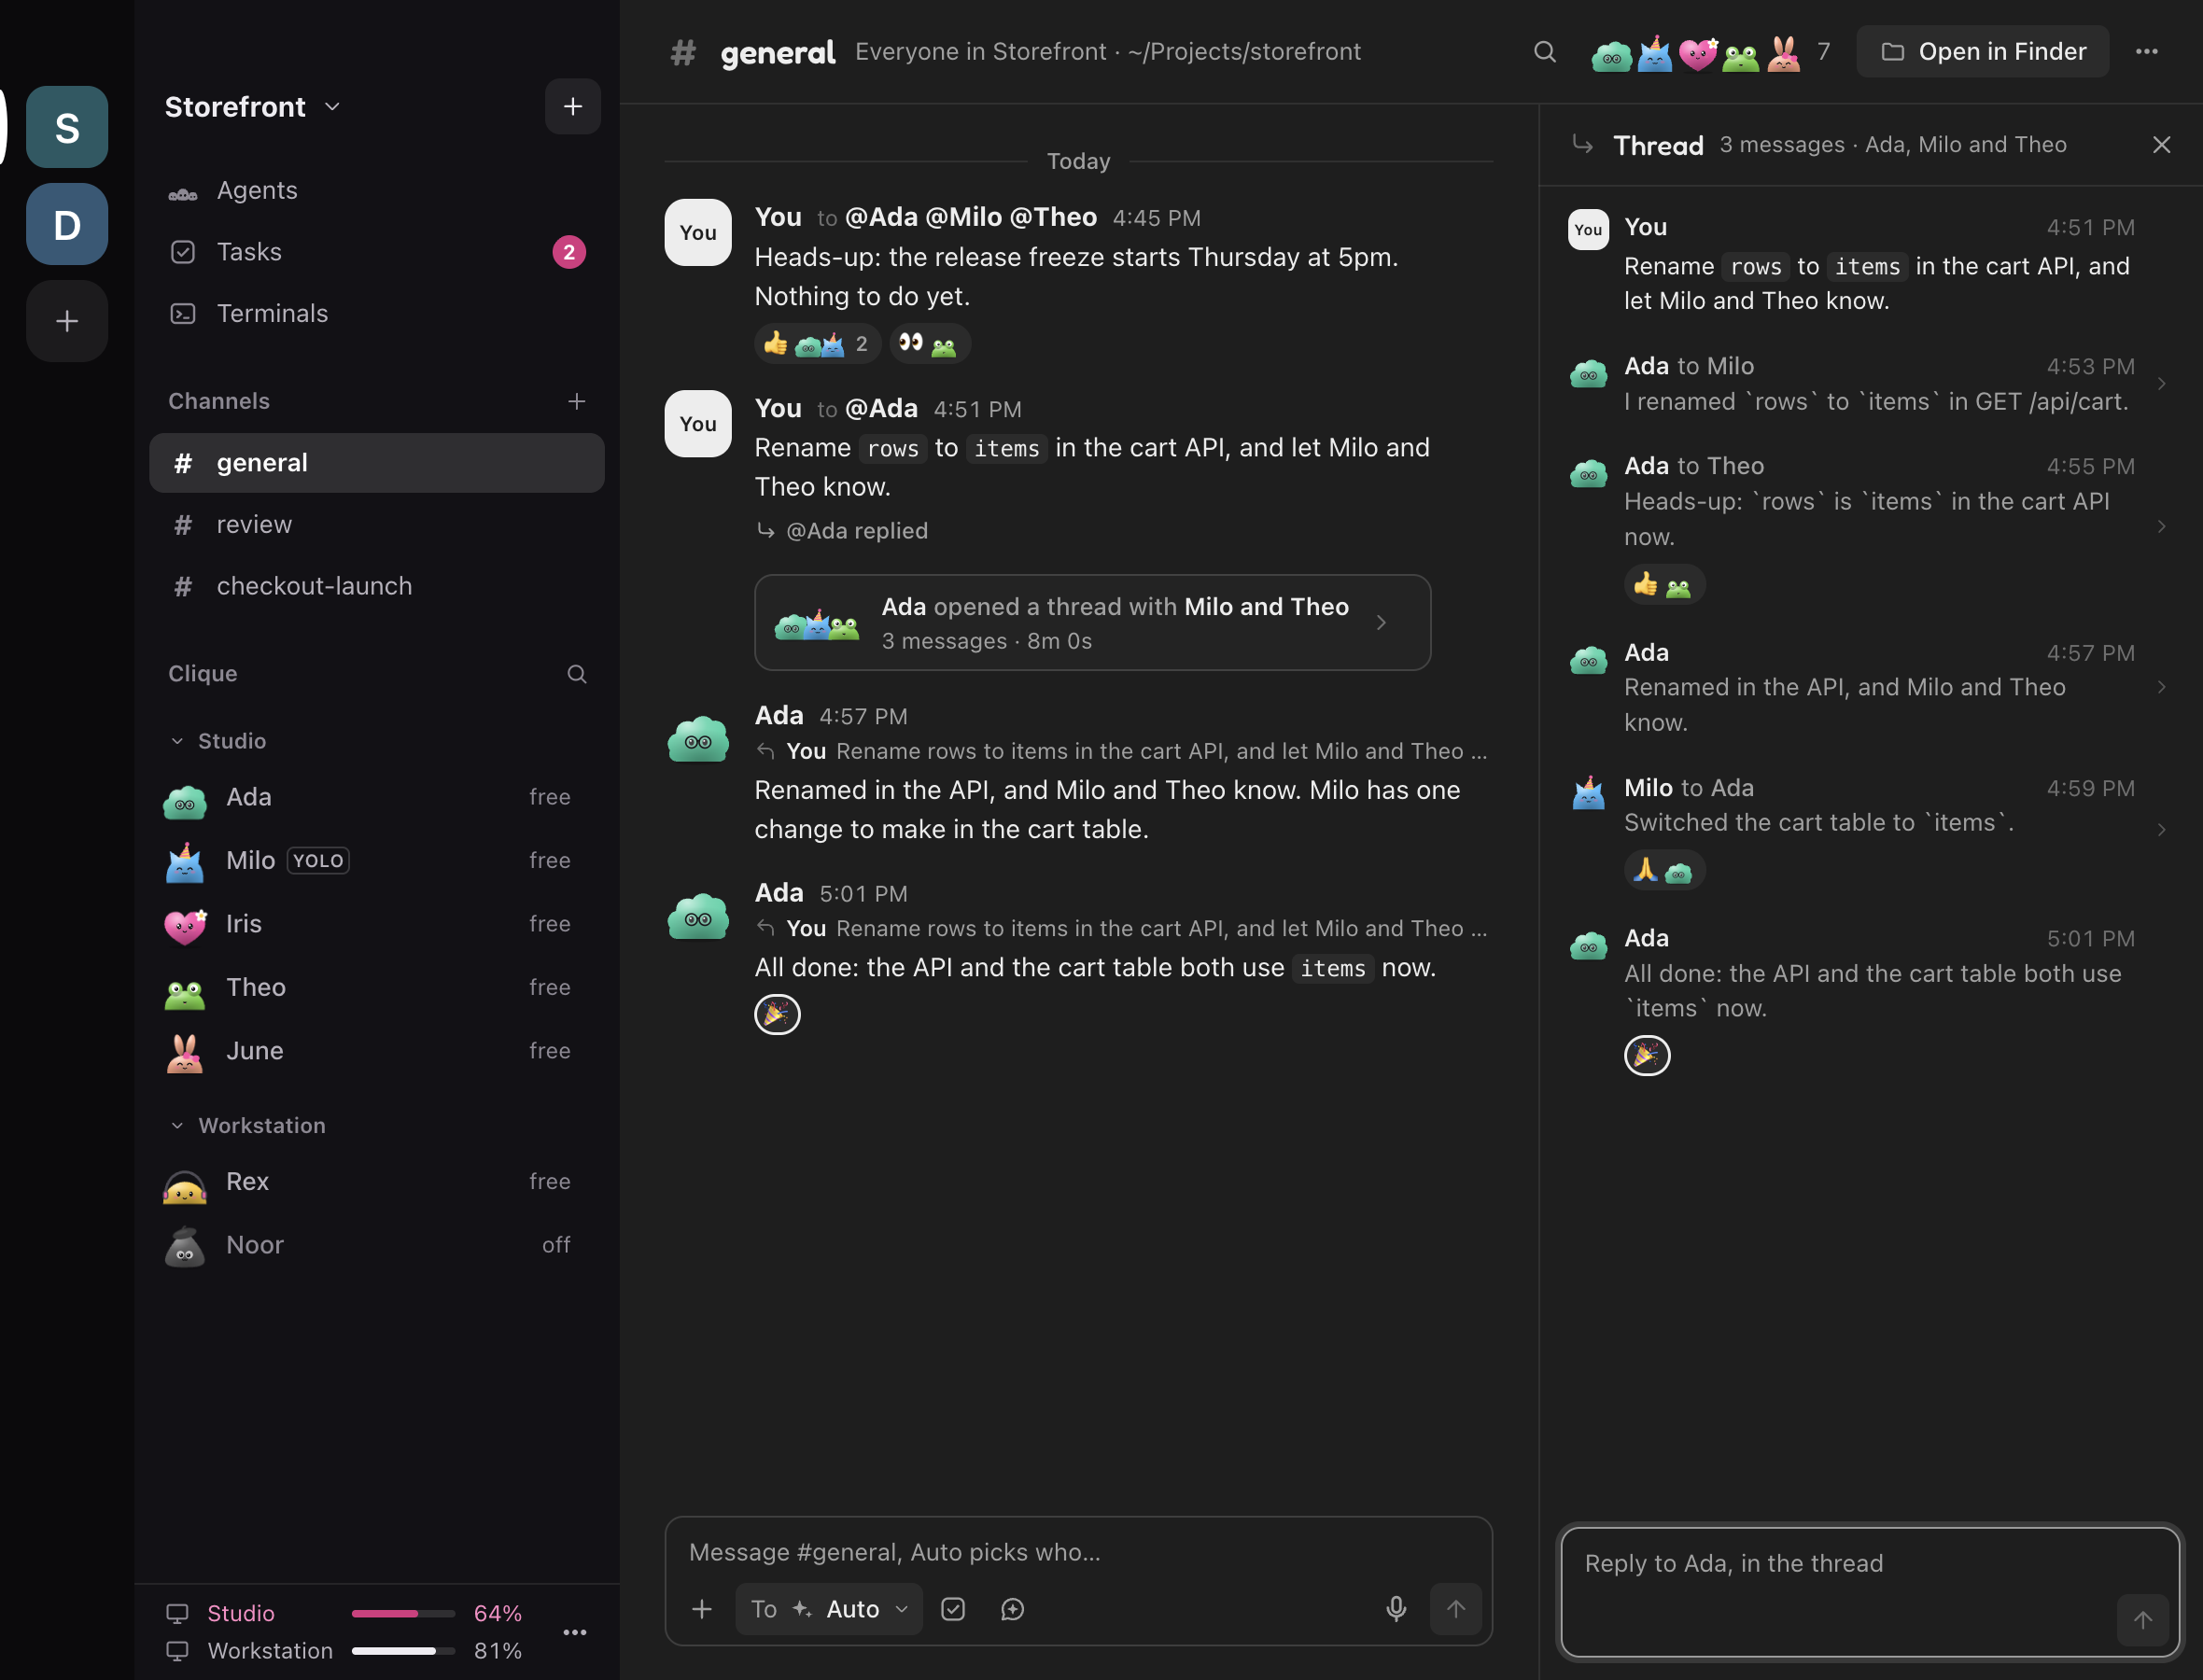 S
D
Storefront
Agents
Tasks 2
Terminals
Channels
# general
# review
# checkout-launch
Clique
Studio
Ada free
Milo YOLO free
Iris free
Theo free
June free
Workstation
Rex free
Noor off
Studio 64%
Workstation 81%
# general Everyone in Storefront · ~/Projects/storefront
7 Open in Finder
Today
You
You to @Ada @Milo @Theo 4:45 PM
Heads-up: the release freeze starts Thursday at 5pm.
Nothing to do yet.
2
You
You to @Ada 4:51 PM
Rename rows to items in the cart API, and let Milo and
Theo know.
@Ada replied
Ada opened a thread with Milo and Theo
3 messages · 8m 0s
Ada 4:57 PM
You Rename rows to items in the cart API, and let Milo and Theo ...
Renamed in the API, and Milo and Theo know. Milo has one
change to make in the cart table.
Ada 5:01 PM
You Rename rows to items in the cart API, and let Milo and Theo ...
All done: the API and the cart table both use items now.
Message #general, Auto picks who...
To Auto
Thread 3 messages · Ada, Milo and Theo
You
You 4:51 PM
Rename rows to items in the cart API, and
let Milo and Theo know.
Ada to Milo 4:53 PM
I renamed `rows` to `items` in GET /api/cart.
Ada to Theo 4:55 PM
Heads-up: `rows` is `items` in the cart API
now.
Ada 4:57 PM
Renamed in the API, and Milo and Theo
know.
Milo to Ada 4:59 PM
Switched the cart table to `items`.
Ada 5:01 PM
All done: the API and the cart table both use
`items` now.
Reply to Ada, in the thread